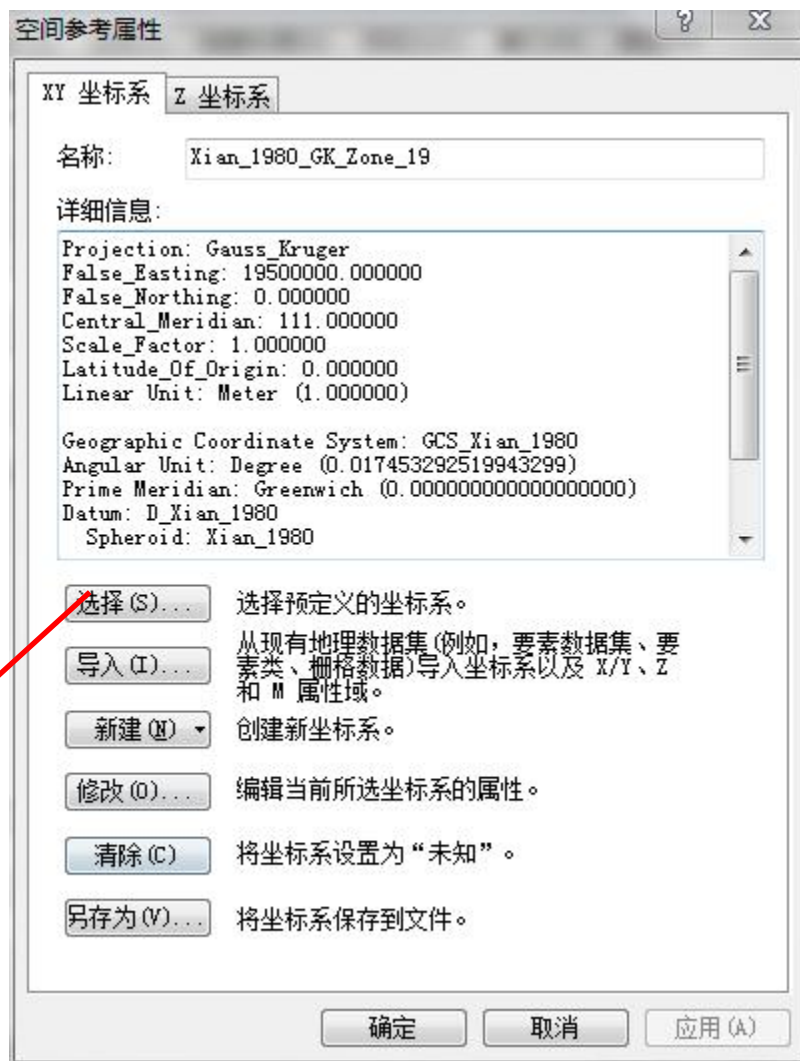 空间参考属性
XY 坐标系 Z 坐标系
名称: Xian_1980_GK_Zone_19
详细信息:
Projection: Gauss_Kruger
False_Easting: 19500000.000000
False_Northing: 0.000000
Central_Meridian: 111.000000
Scale_Factor: 1.000000
Latitude_Of_Origin: 0.000000
Linear Unit: Meter (1.000000)
Geographic Coordinate System: GCS_Xian_1980
Angular Unit: Degree (0.017453292519943299)
Prime Meridian: Greenwich (0.000000000000000000)
Datum: D_Xian_1980
Spheroid: Xian_1980
选择(S)... 选择预定义的坐标系。
导入(I)... 从现有地理数据集(例如，要素数据集、要
素类、栅格数据)导入坐标系以及 X/Y、Z
和 M 属性域。
新建(N) 创建新坐标系。
修改(O)... 编辑当前所选坐标系的属性。
清除(C) 将坐标系设置为“未知”。
另存为(V)... 将坐标系保存到文件。
确定 取消 应用(A)